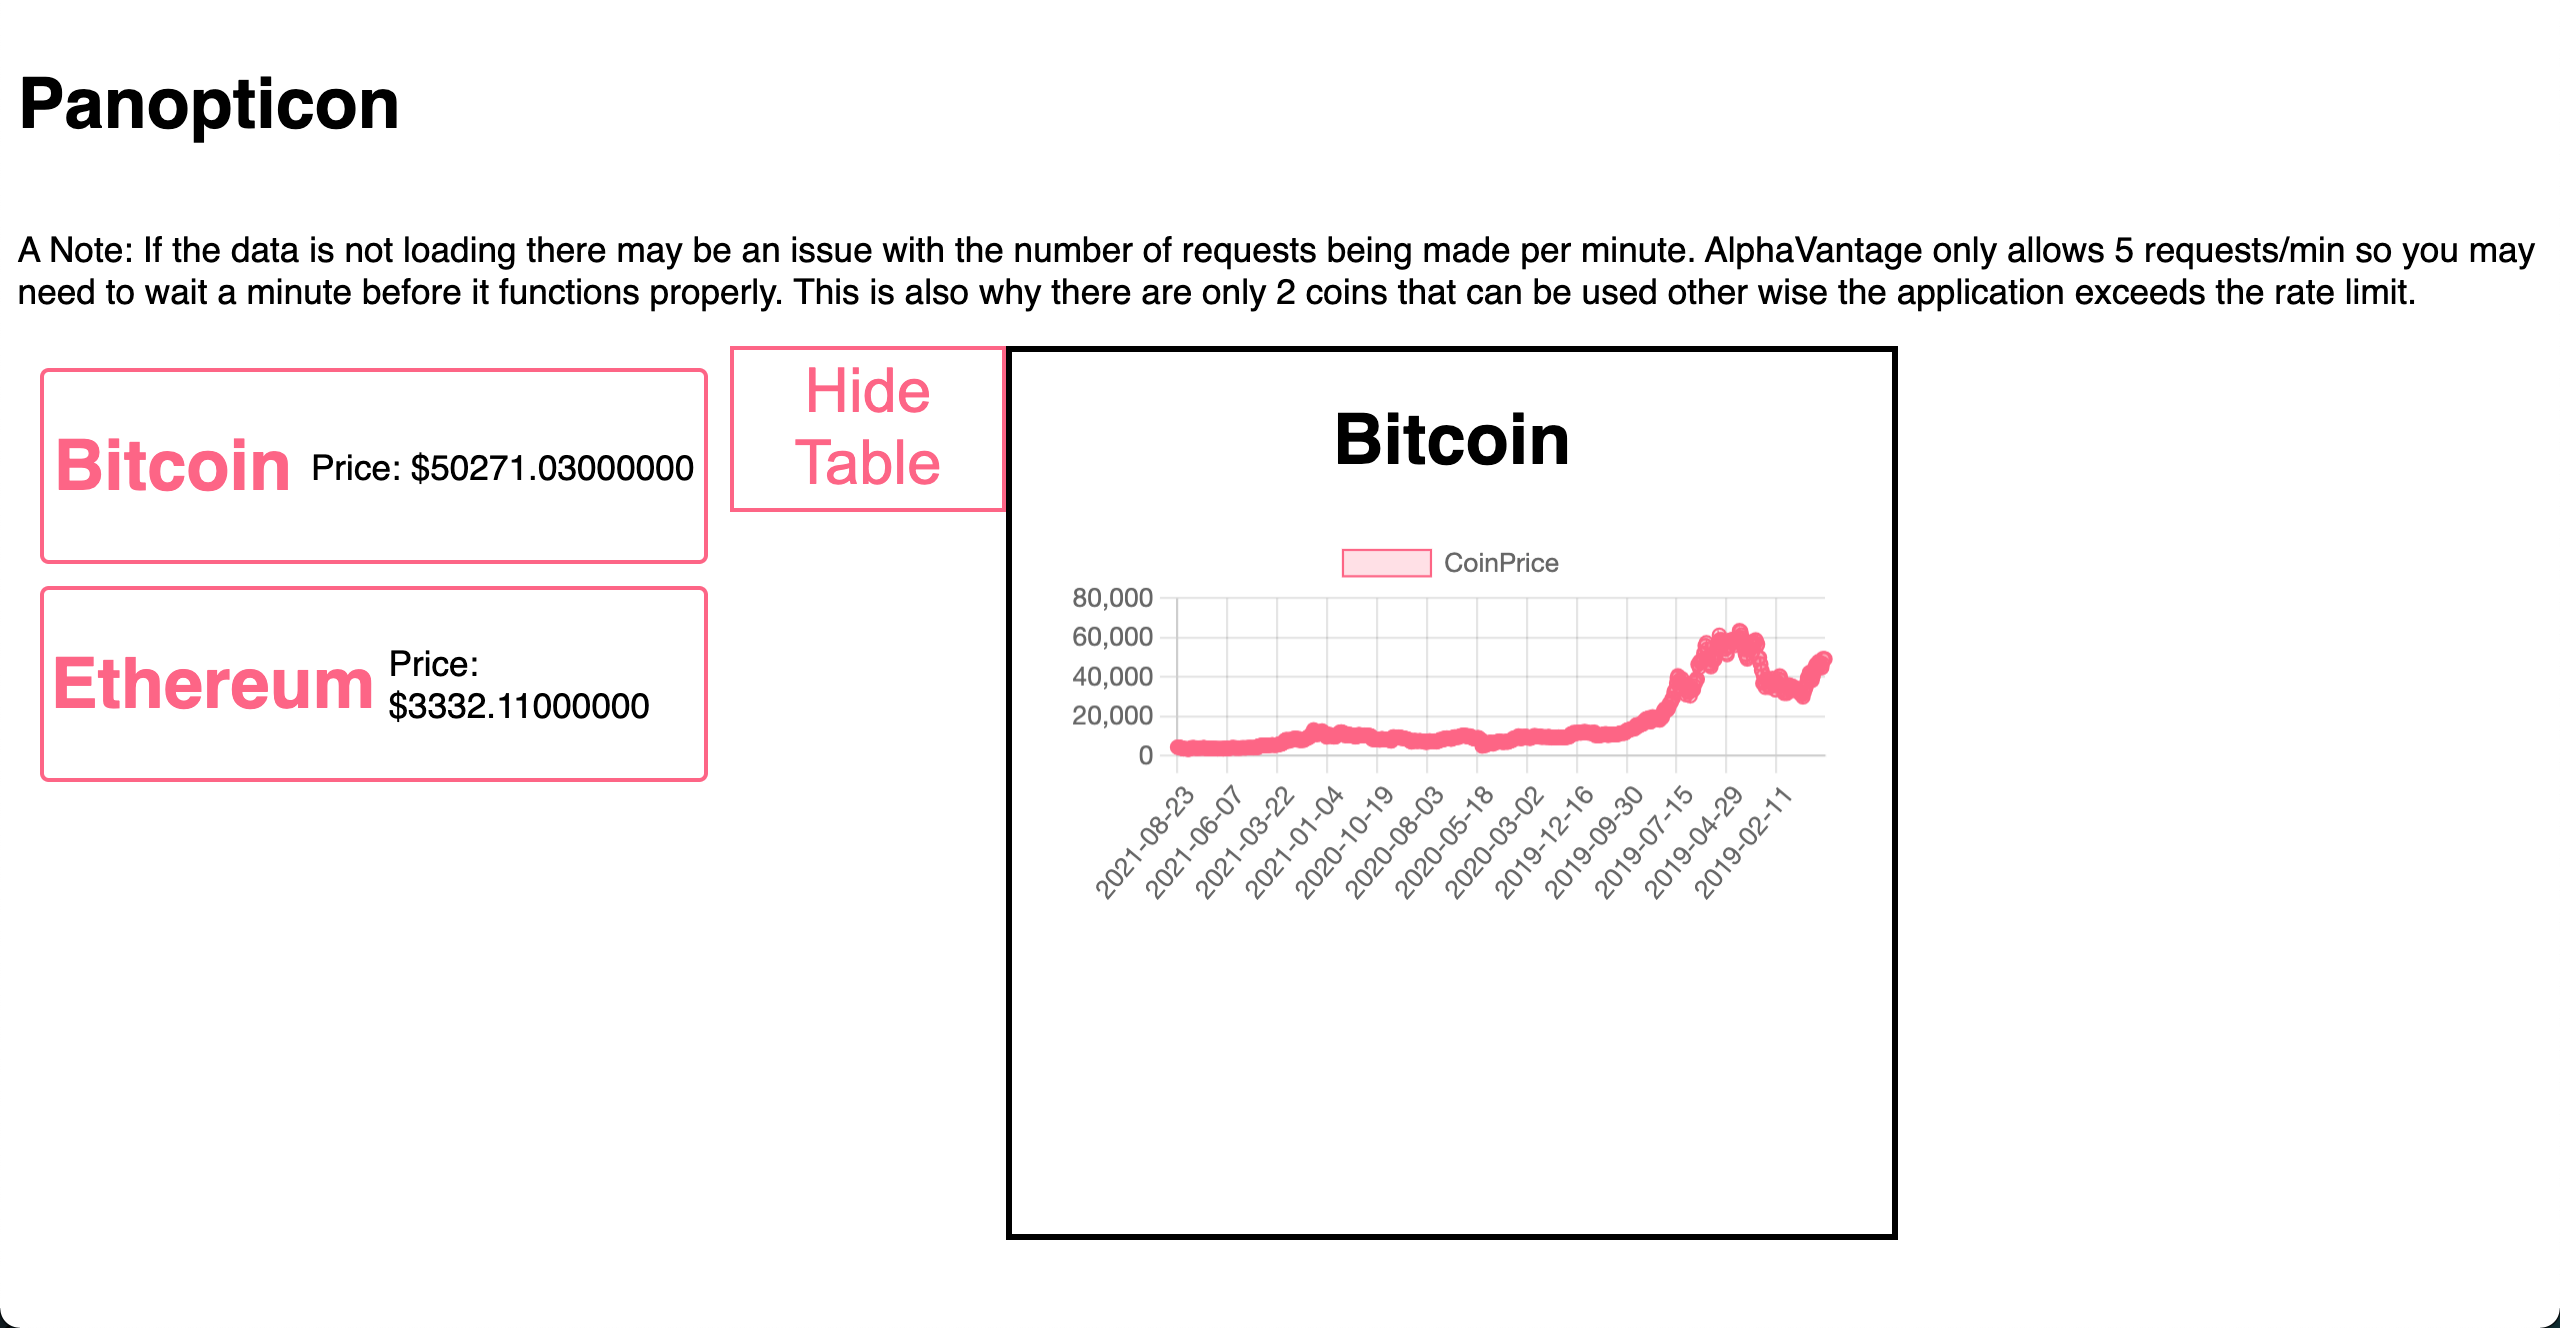 Panopticon
A Note: If the data is not loading there may be an issue with the number of requests being made per minute. AlphaVantage only allows 5 requests/min so you may
need to wait a minute before it functions properly. This is also why there are only 2 coins that can be used other wise the application exceeds the rate limit.
Bitcoin Price: $50271.03000000
Ethereum Price:
$3332.11000000
Hide
Table
Bitcoin
CoinPrice
80,000
60,000
40,000
20,000
0
2021-08-23
2021-06-07
2021-03-22
2021-01-04
2020-10-19
2020-08-03
2020-05-18
2020-03-02
2019-12-16
2019-09-30
2019-07-15
2019-04-29
2019-02-11